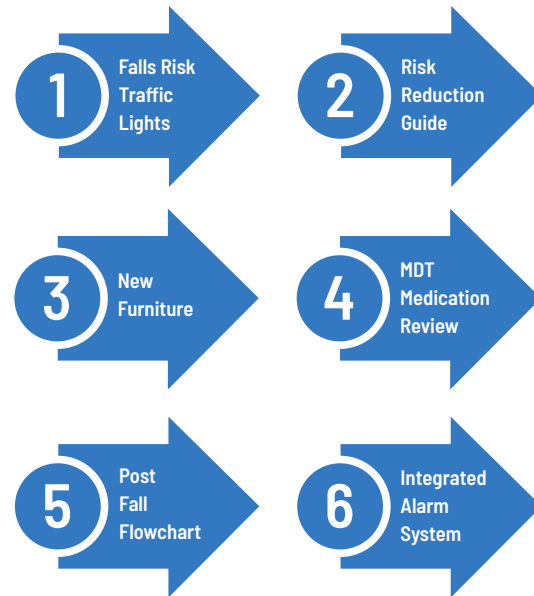 1
Falls Risk
Traffic
Lights
2
Risk
Reduction
Guide
3
New
Furniture
4
MDT
Medication
Review
5
Post
Fall
Flowchart
6
Integrated
Alarm
System